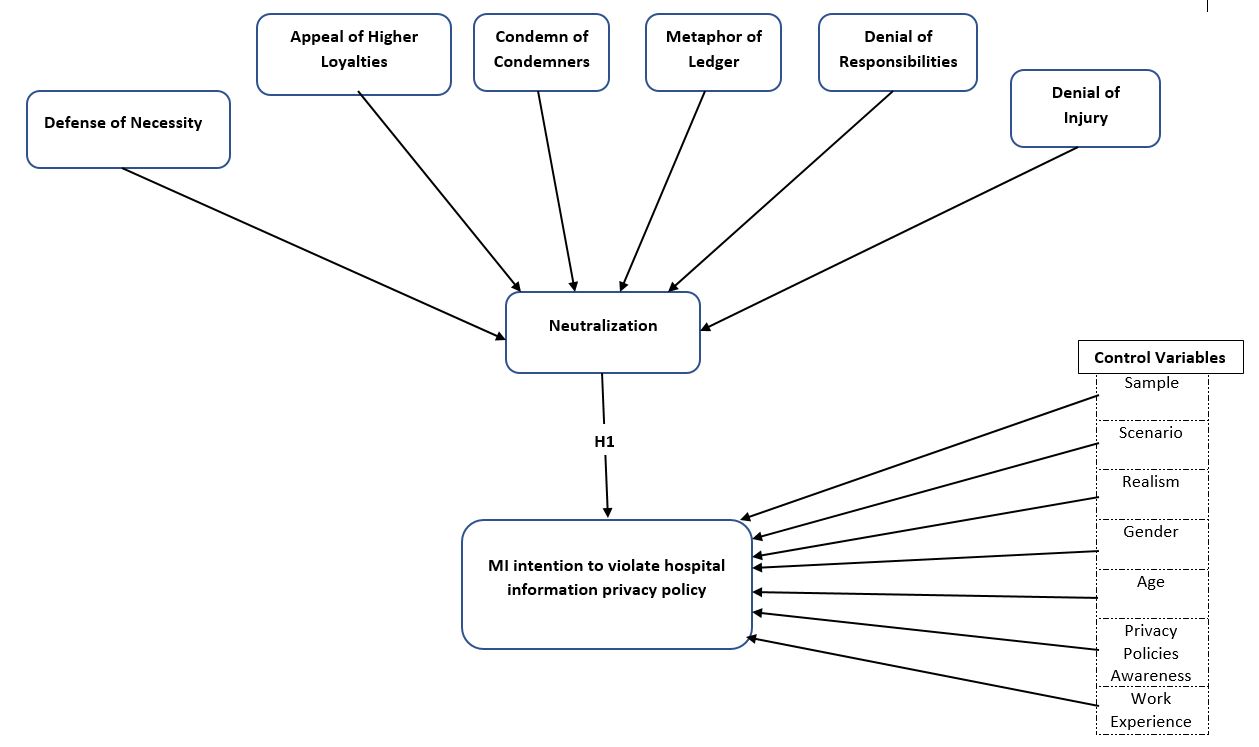 Appeal of Higher
Loyalties
Condemn of
Condemners
Metaphor of
Ledger
Denial of
Responsibilities
Denial of
Injury
Defense of Necessity
Neutralization
H1
MI intention to violate hospital
information privacy policy
Control Variables
Sample
Scenario
Realism
Gender
Age
Privacy
Policies
Awareness
Work
Experience